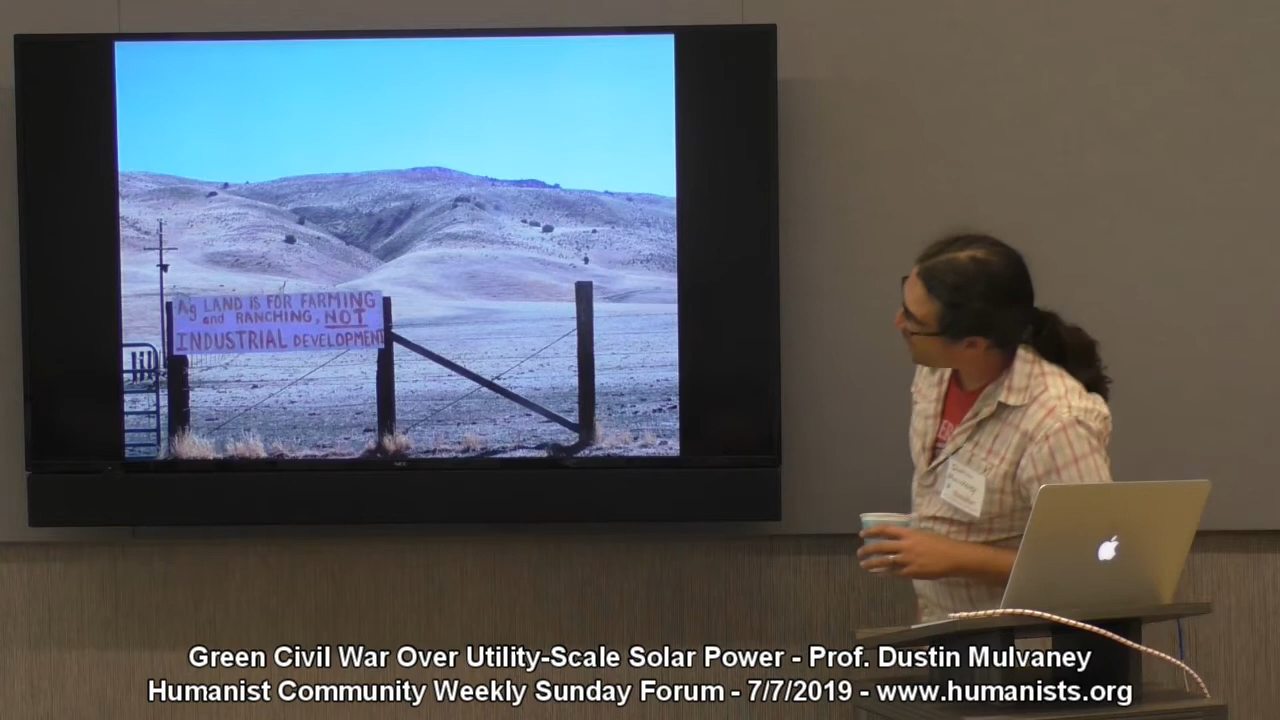 Ag LAND IS FOR FARMING
and RANCHING, NOT
INDUSTRIAL DEVELOPMENT
NEC
Green Civil War Over Utility-Scale Solar Power - Prof. Dustin Mulvaney
Humanist Community Weekly Sunday Forum - 7/7/2019 - www.humanists.org